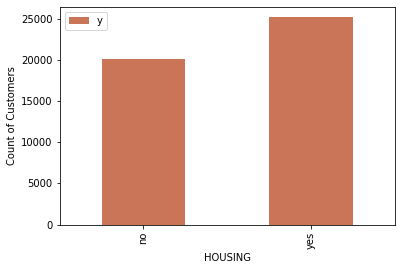 y
25000
20000
15000
10000
5000
0
Count of Customers
no
yes
HOUSING